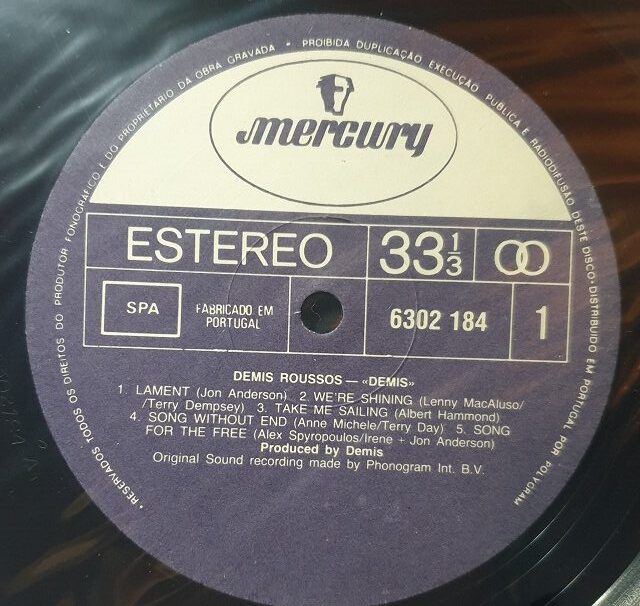 • RESERVADOS TODOS OS DIREITOS DO PRODUTOR FONOGRÁFICO E DO PROPRIETÁRIO DA OBRA GRAVADA • PROIBIDA DUPLICAÇÃO, EXECUÇÃO PÚBLICA E RADIODIFUSÃO DESTE DISCO • DISTRIBUÍDO EM PORTUGAL POR POLYGRAM
mercury
ESTEREO 33 1/3
SPA FABRICADO EM PORTUGAL 6302 184 1
DEMIS ROUSSOS — «DEMIS»
1. LAMENT (Jon Anderson) 2. WE'RE SHINING (Lenny MacAluso/
/Terry Dempsey) 3. TAKE ME SAILING (Albert Hammond)
4. SONG WITHOUT END (Anne Michele/Terry Day) 5. SONG
FOR THE FREE (Alex Spyropoulos/Irene + Jon Anderson)
Produced by Demis
Original Sound recording made by Phonogram Int. B.V.